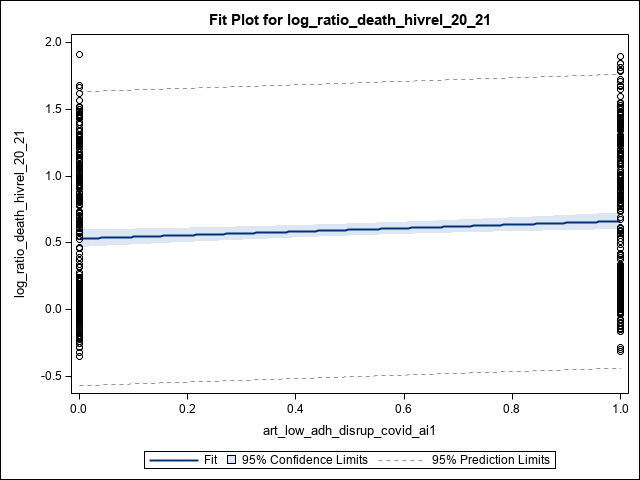 Fit Plot for log_ratio_death_hivrel_20_21
2.0
1.5
1.0
0.5
0.0
-0.5
log_ratio_death_hivrel_20_21
0.0 0.2 0.4 0.6 0.8 1.0
art_low_adh_disrup_covid_ai1
Fit 95% Confidence Limits 95% Prediction Limits